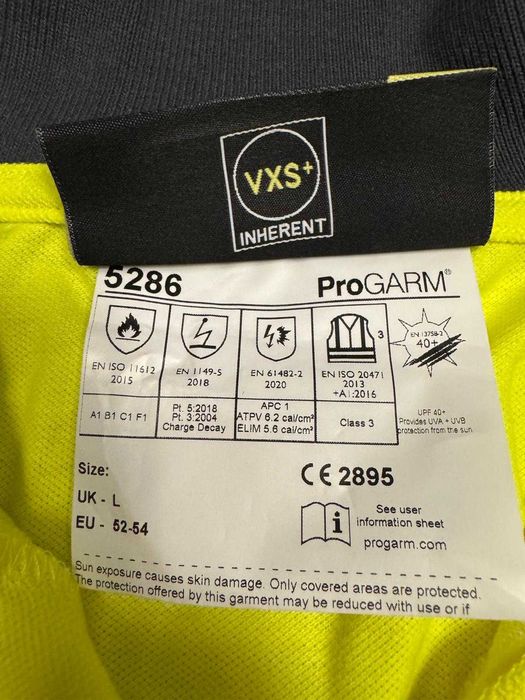 VXS+
INHERENT
5286
ProGARM®
EN ISO 11612
2015
EN 1149-5
2018
EN 61482-2
2020
3
EN ISO 20471
2013
+A1:2016
EN 13758-2
40+
A1 B1 C1 F1
Pt. 5:2018
Pt. 3:2004
Charge Decay
APC 1
ATPV 6.2 cal/cm²
ELIM 5.6 cal/cm²
Class 3
UPF 40+
Provides UVA + UVB
protection from the sun
Size:
UK - L
EU - 52-54
CE 2895
i
See user
information sheet
progarm.com
Sun exposure causes skin damage. Only covered areas are protected.
The protection offered by this garment may be reduced with use or if